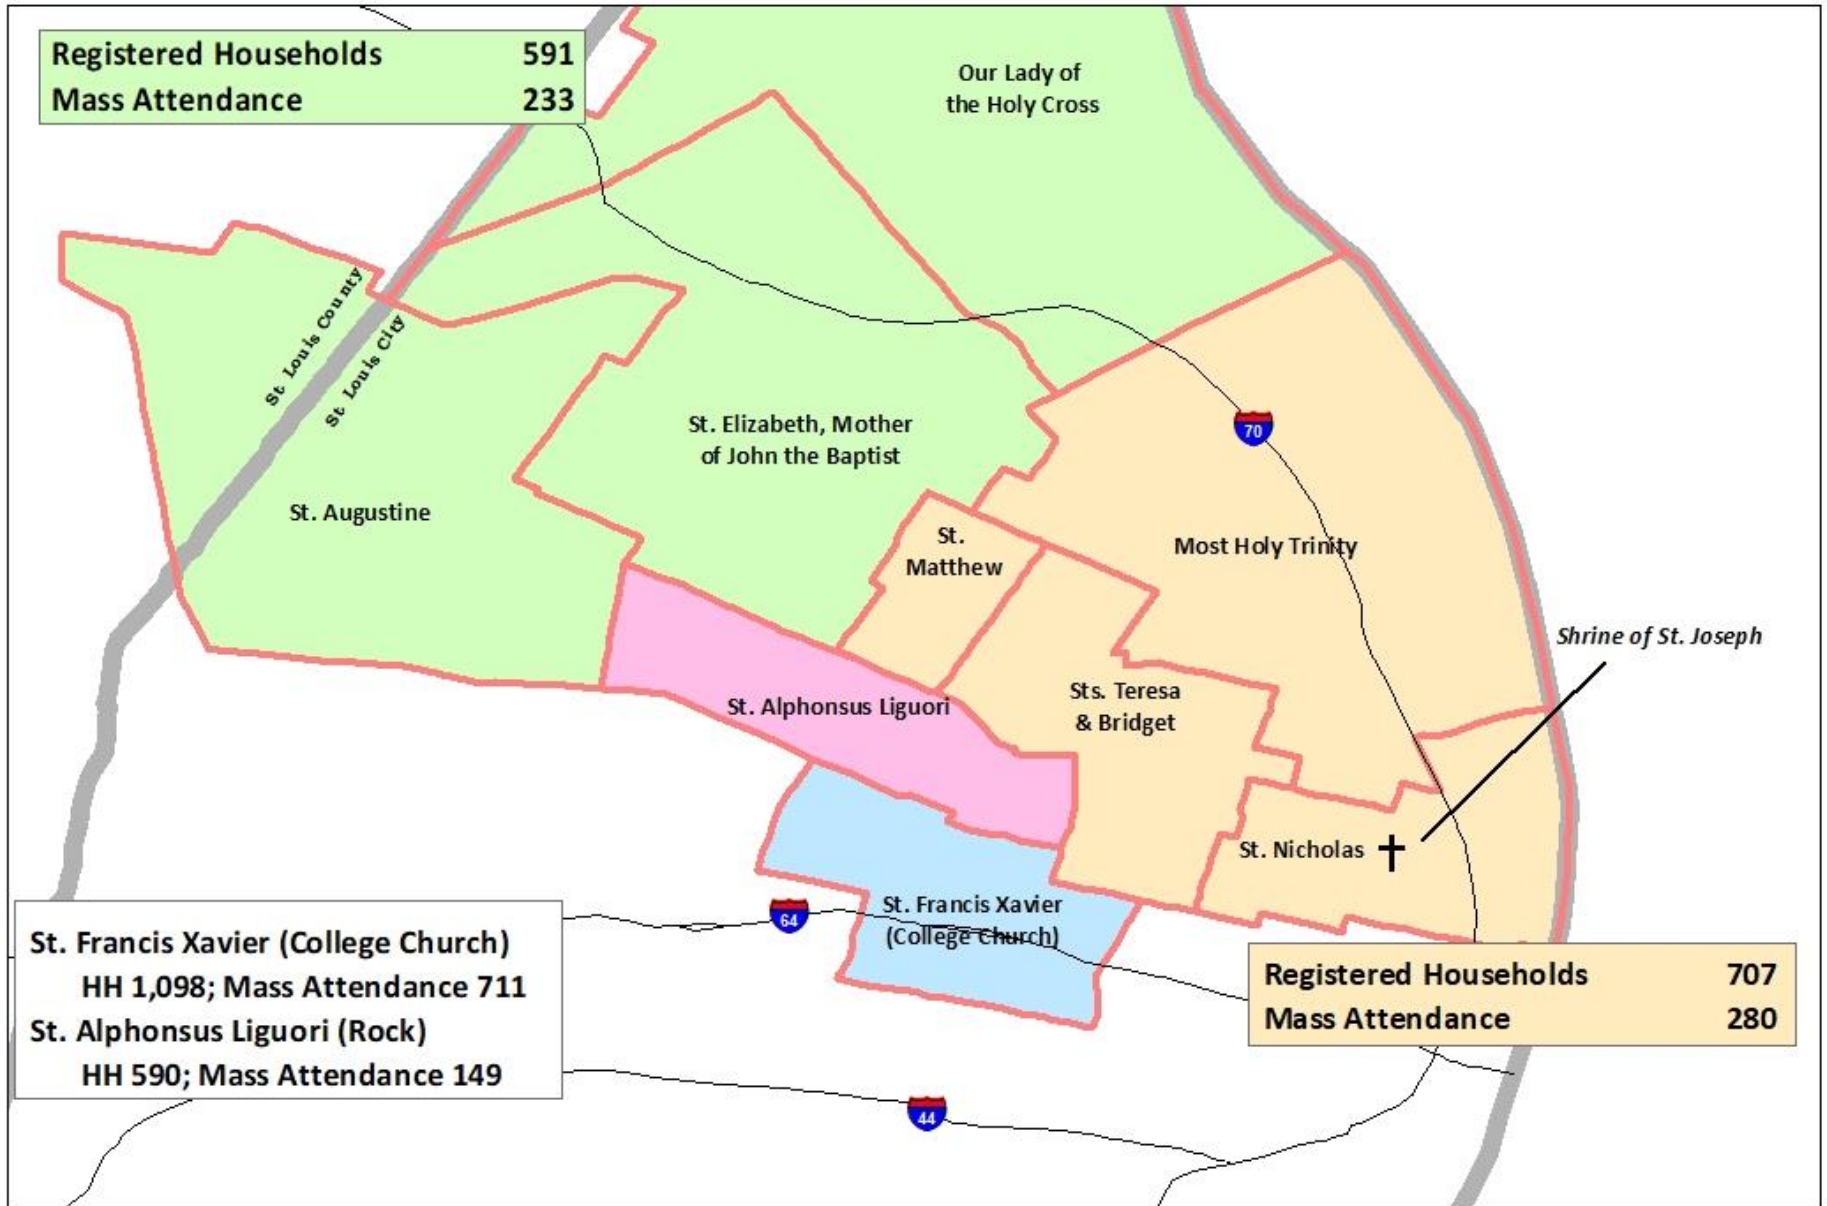 Registered Households 591
Mass Attendance 233
Our Lady of
the Holy Cross
St Louis County
St Louis City
St. Elizabeth, Mother
of John the Baptist
70
St. Augustine
St.
Matthew
Most Holy Trinity
Shrine of St. Joseph
St. Alphonsus Liguori
Sts. Teresa
& Bridget
St. Nicholas
St. Francis Xavier
(College Church)
64
St. Francis Xavier (College Church)
HH 1,098; Mass Attendance 711
St. Alphonsus Liguori (Rock)
HH 590; Mass Attendance 149
Registered Households 707
Mass Attendance 280
44